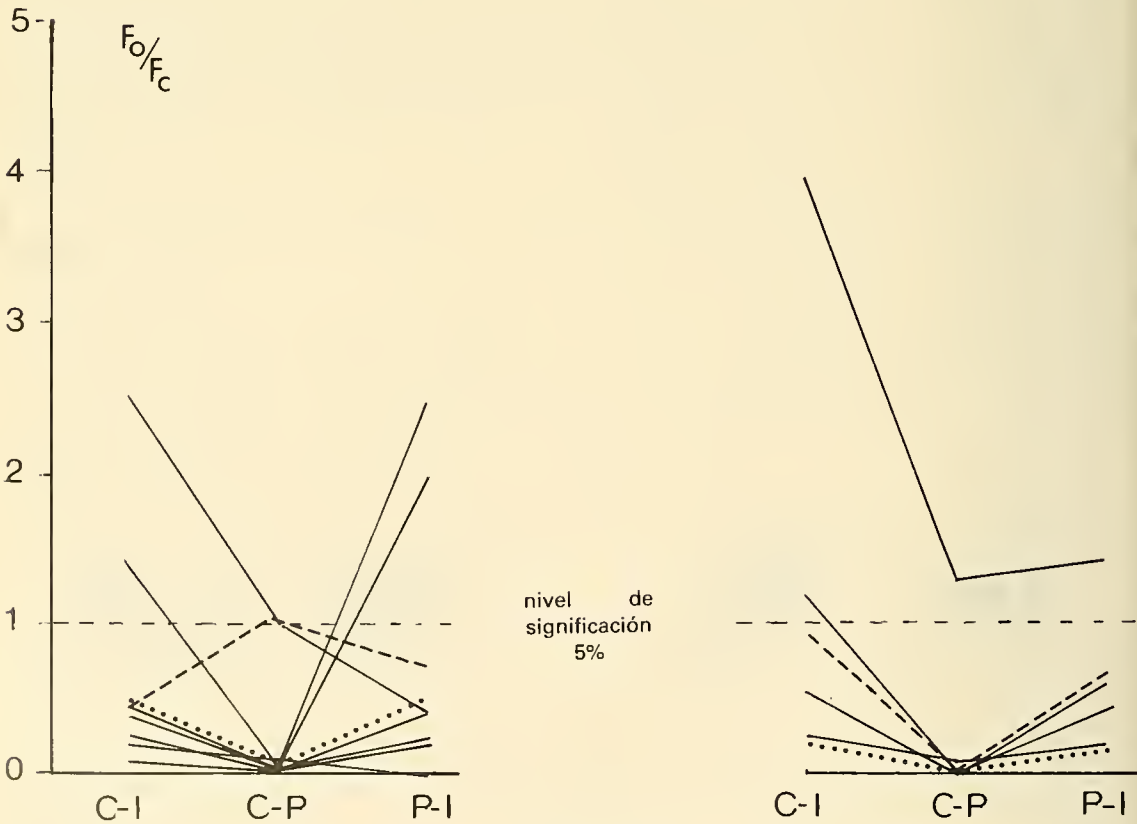 5
Fo/Fc
4
3
2
1
0
nivel de
significación
5%
C-I C-P P-I
C-I C-P P-I